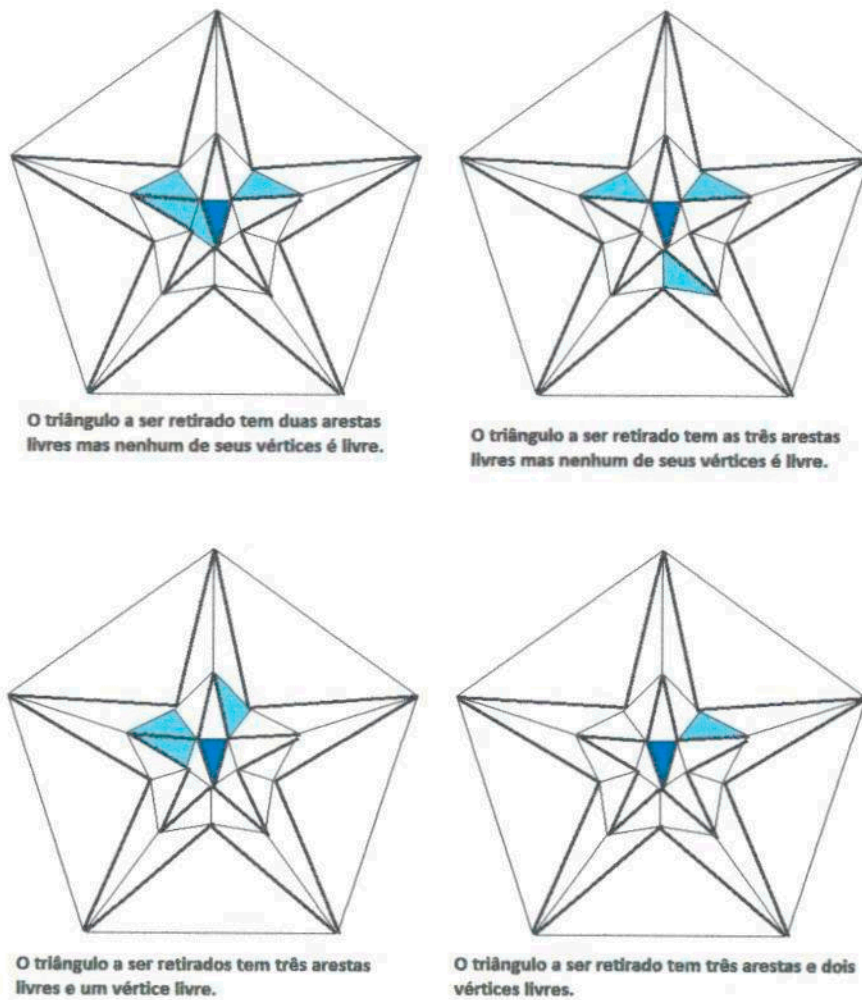 O triângulo a ser retirado tem duas arestas
livres mas nenhum de seus vértices é livre.
O triângulo a ser retirado tem as três arestas
livres mas nenhum de seus vértices é livre.
O triângulo a ser retirados tem três arestas
livres e um vértice livre.
O triângulo a ser retirado tem três arestas e dois
vértices livres.